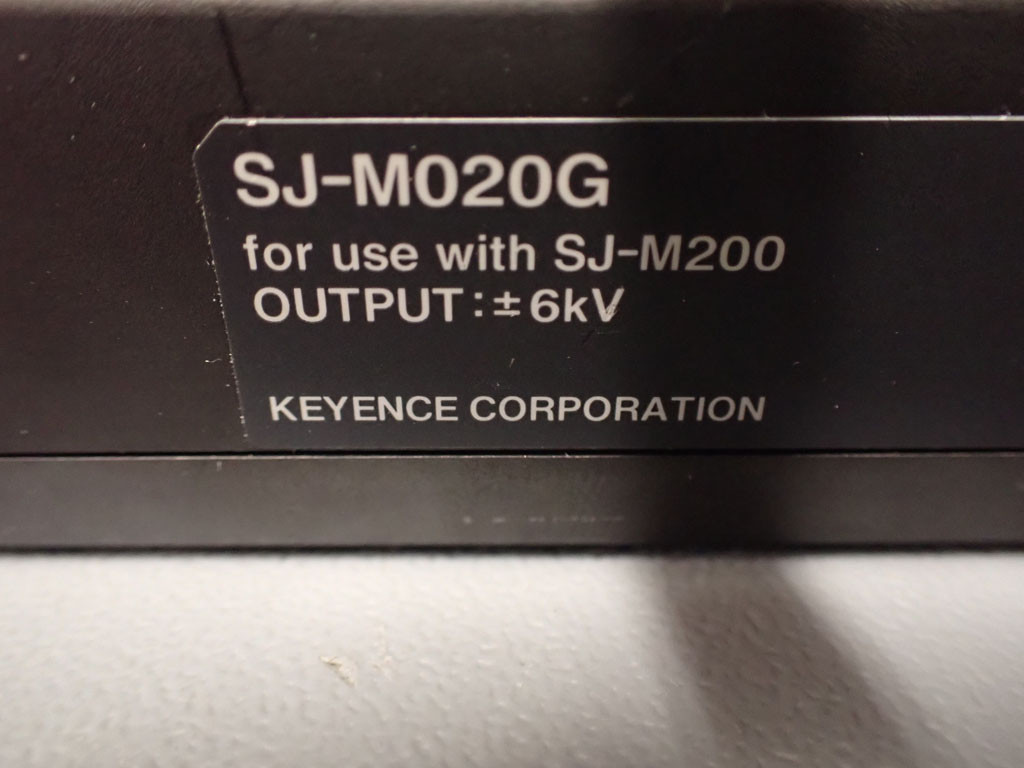 SJ-M020G
for use with SJ-M200
OUTPUT:±6kV
KEYENCE CORPORATION